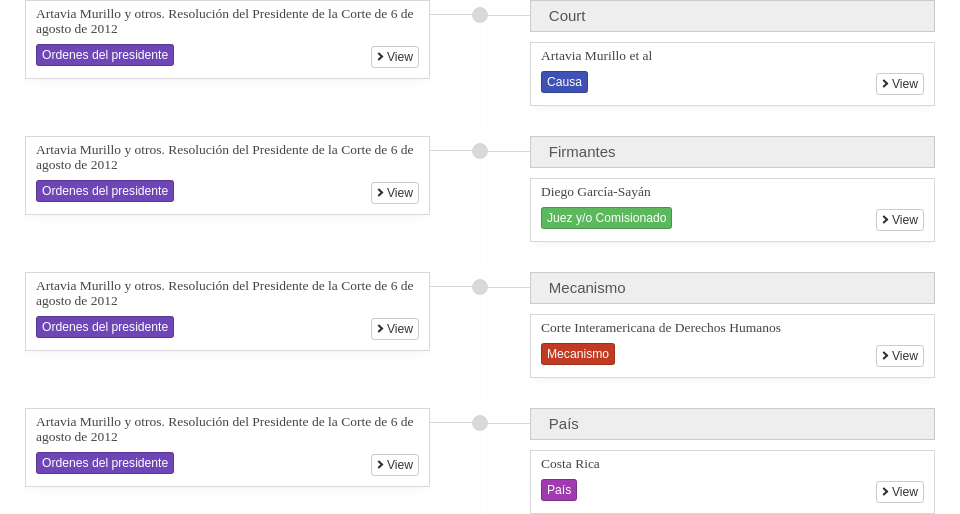 Artavia Murillo y otros. Resolución del Presidente de la Corte de 6 de
agosto de 2012
Ordenes del presidente
View
Court
Artavia Murillo et al
Causa
View
Artavia Murillo y otros. Resolución del Presidente de la Corte de 6 de
agosto de 2012
Ordenes del presidente
View
Firmantes
Diego García-Sayán
Juez y/o Comisionado
View
Artavia Murillo y otros. Resolución del Presidente de la Corte de 6 de
agosto de 2012
Ordenes del presidente
View
Mecanismo
Corte Interamericana de Derechos Humanos
Mecanismo
View
Artavia Murillo y otros. Resolución del Presidente de la Corte de 6 de
agosto de 2012
Ordenes del presidente
View
País
Costa Rica
País
View